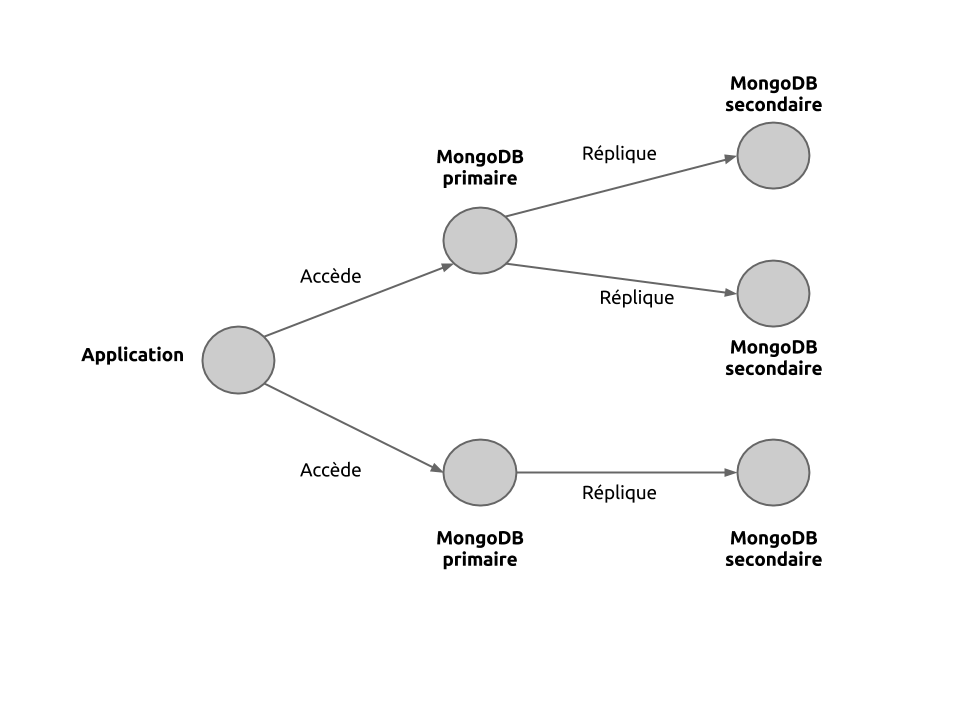 MongoDB
secondaire
MongoDB
primaire
Réplique
Accède
Réplique
Application
MongoDB
secondaire
Accède
Réplique
MongoDB
primaire
MongoDB
secondaire